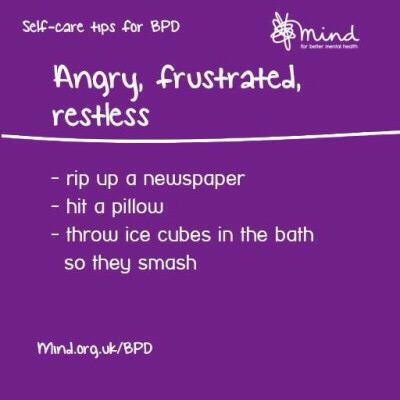 Self-care tips for BPD
mind
for better mental health
Angry, frustrated,
restless
- rip up a newspaper
- hit a pillow
- throw ice cubes in the bath
so they smash
Mind.org.uk/BPD